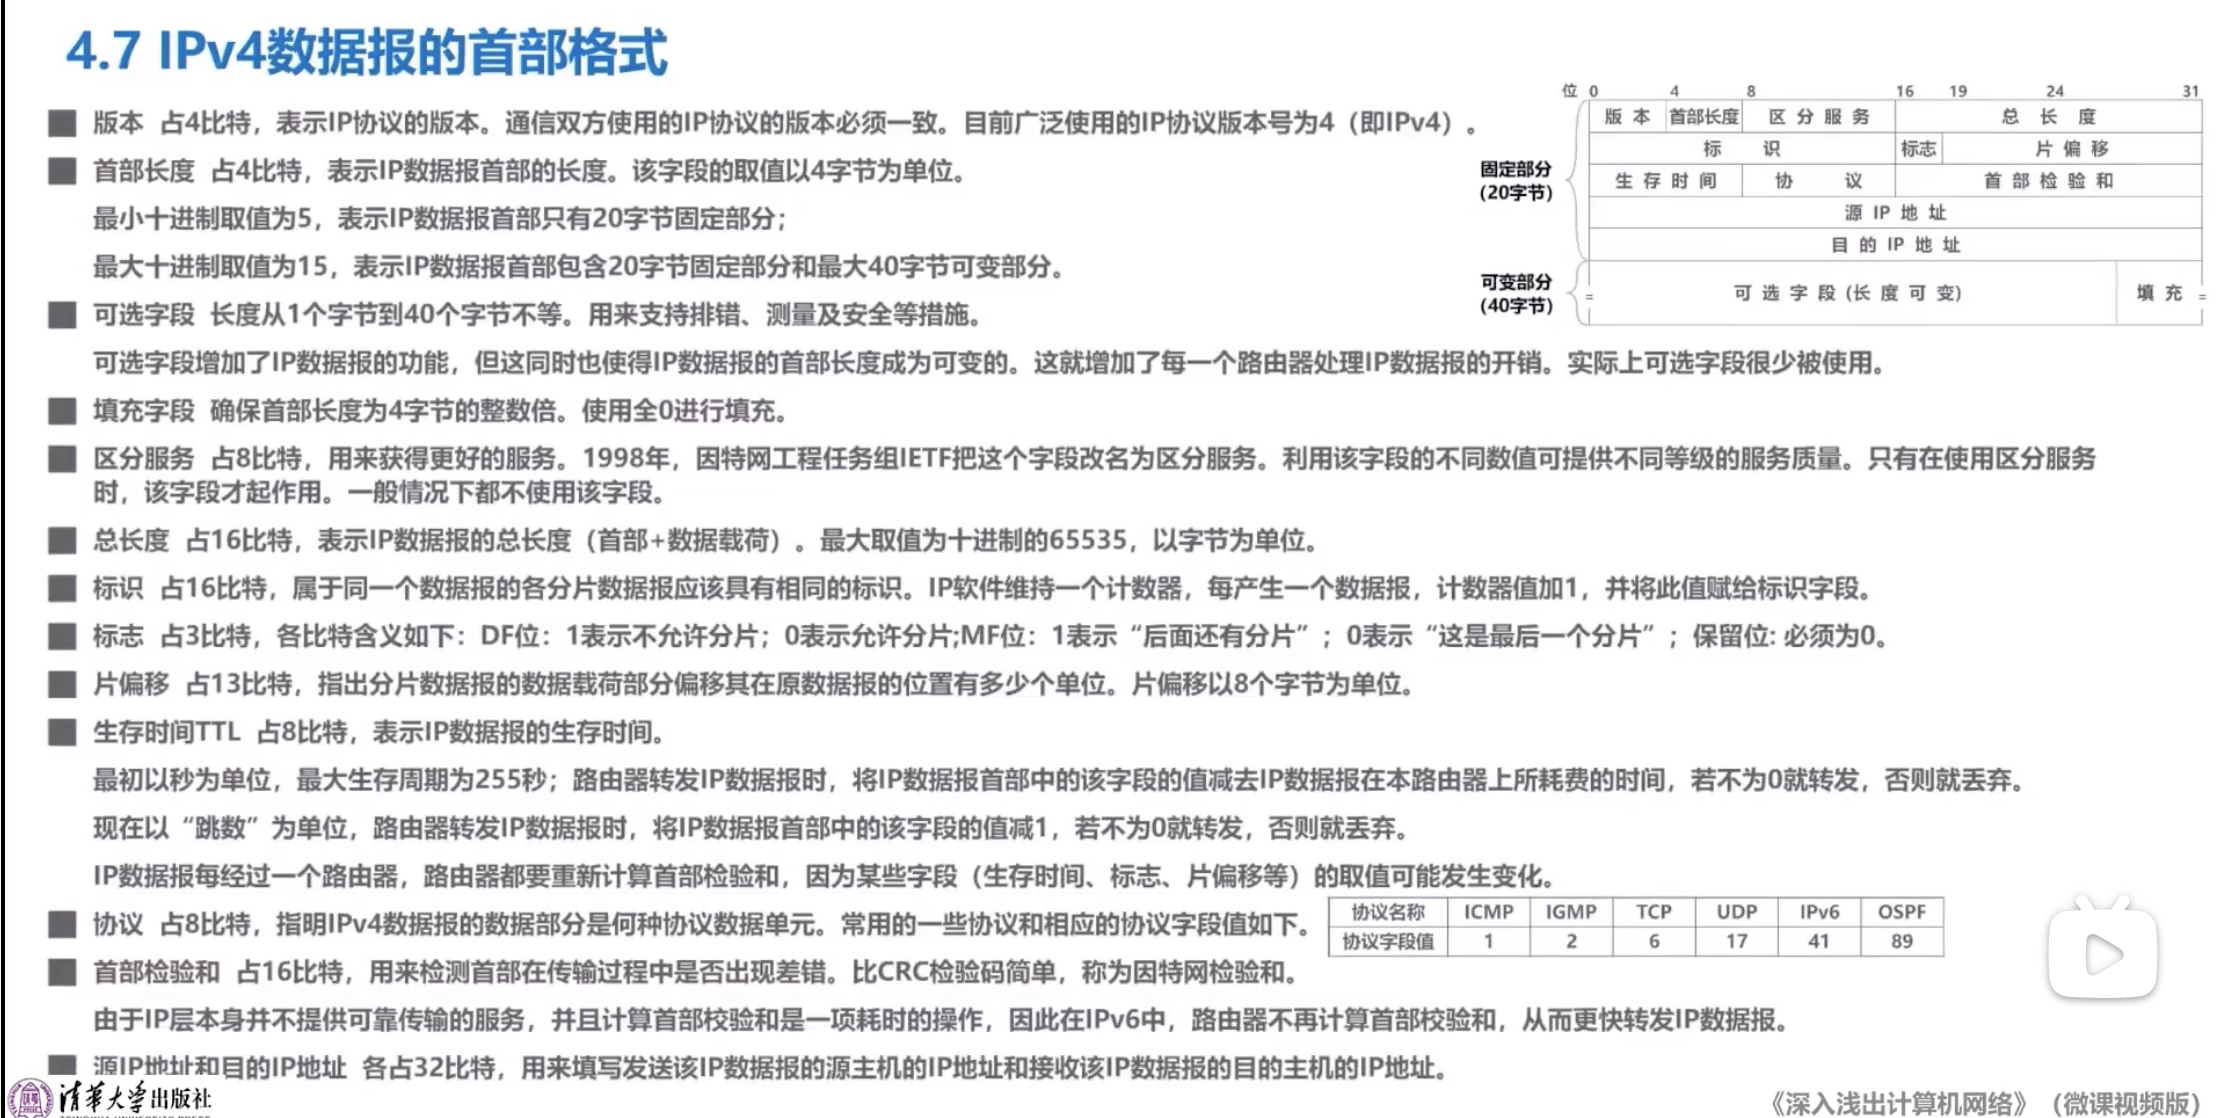 4.7 IPv4数据报的首部格式
版本 占4比特，表示IP协议的版本。通信双方使用的IP协议的版本必须一致。目前广泛使用的IP协议版本号为4（即IPv4）。
首部长度 占4比特，表示IP数据报首部的长度。该字段的取值以4字节为单位。
最小十进制取值为5，表示IP数据报首部只有20字节固定部分；
最大十进制取值为15，表示IP数据报首部包含20字节固定部分和最大40字节可变部分。
可选字段 长度从1个字节到40个字节不等。用来支持排错、测量及安全等措施。
位 0 4 8 16 19 24 31
版 本 首部长度 区 分 服 务 总 长 度
标 识 标志 片 偏 移
固定部分
(20字节)
生 存 时 间 协 议 首 部 检 验 和
源 IP 地 址
目 的 IP 地 址
可变部分
(40字节)
可 选 字 段 (长 度 可 变) 填 充
可选字段增加了IP数据报的功能，但这同时也使得IP数据报的首部长度成为可变的。这就增加了每一个路由器处理IP数据报的开销。实际上可选字段很少被使用。
填充字段 确保首部长度为4字节的整数倍。使用全0进行填充。
区分服务 占8比特，用来获得更好的服务。1998年，因特网工程任务组IETF把这个字段改名为区分服务。利用该字段的不同数值可提供不同等级的服务质量。只有在使用区分服务
时，该字段才起作用。一般情况下都不使用该字段。
总长度 占16比特，表示IP数据报的总长度（首部+数据载荷）。最大取值为十进制的65535，以字节为单位。
标识 占16比特，属于同一个数据报的各分片数据报应该具有相同的标识。IP软件维持一个计数器，每产生一个数据报，计数器值加1，并将此值赋给标识字段。
标志 占3比特，各比特含义如下：DF位：1表示不允许分片；0表示允许分片;MF位：1表示“后面还有分片”；0表示“这是最后一个分片”；保留位: 必须为0。
片偏移 占13比特，指出分片数据报的数据载荷部分偏移其在原数据报的位置有多少个单位。片偏移以8个字节为单位。
生存时间TTL 占8比特，表示IP数据报的生存时间。
最初以秒为单位，最大生存周期为255秒；路由器转发IP数据报时，将IP数据报首部中的该字段的值减去IP数据报在本路由器上所耗费的时间，若不为0就转发，否则就丢弃。
现在以“跳数”为单位，路由器转发IP数据报时，将IP数据报首部中的该字段的值减1，若不为0就转发，否则就丢弃。
IP数据报每经过一个路由器，路由器都要重新计算首部检验和，因为某些字段（生存时间、标志、片偏移等）的取值可能发生变化。
协议 占8比特，指明IPv4数据报的数据部分是何种协议数据单元。常用的一些协议和相应的协议字段值如下。
协议名称 ICMP IGMP TCP UDP IPv6 OSPF
协议字段值 1 2 6 17 41 89
首部检验和 占16比特，用来检测首部在传输过程中是否出现差错。比CRC检验码简单，称为因特网检验和。
由于IP层本身并不提供可靠传输的服务，并且计算首部校验和是一项耗时的操作，因此在IPv6中，路由器不再计算首部校验和，从而更快转发IP数据报。
源IP地址和目的IP地址 各占32比特，用来填写发送该IP数据报的源主机的IP地址和接收该IP数据报的目的主机的IP地址。
清华大学出版社
《深入浅出计算机网络》（微课视频版）